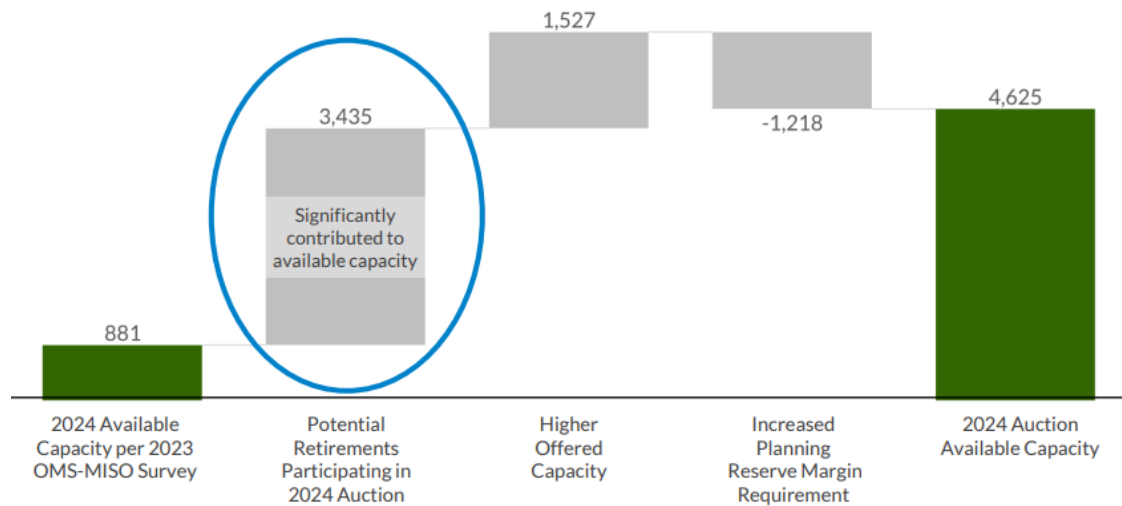 1,527
3,435
4,625
-1,218
Significantly
contributed to
available capacity
881
2024 Available
Capacity per 2023
OMS-MISO Survey
Potential
Retirements
Participating in
2024 Auction
Higher
Offered
Capacity
Increased
Planning
Reserve Margin
Requirement
2024 Auction
Available Capacity